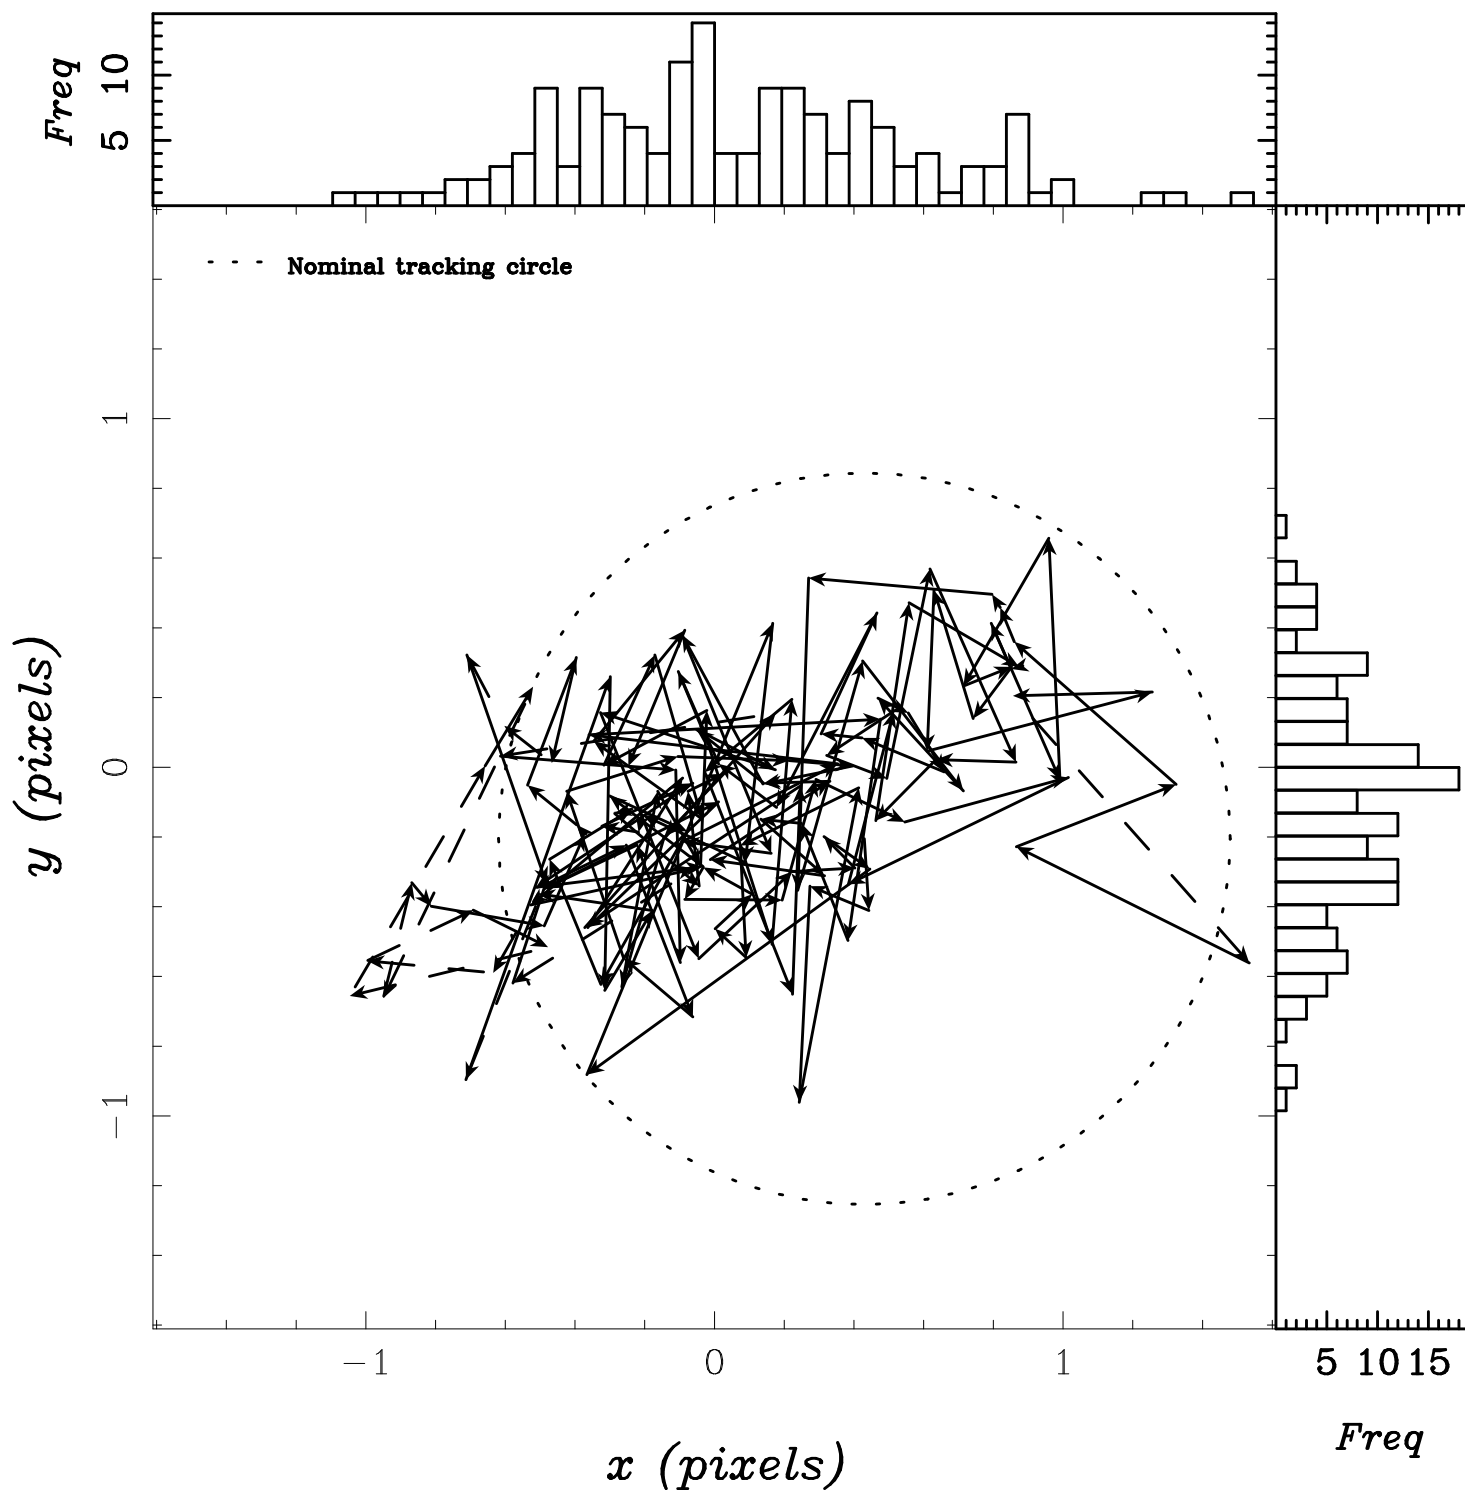 Freq
10
5
Nominal tracking circle
y (pixels)
1
0
−1
−1 0 1
5 10 15
x (pixels)
Freq